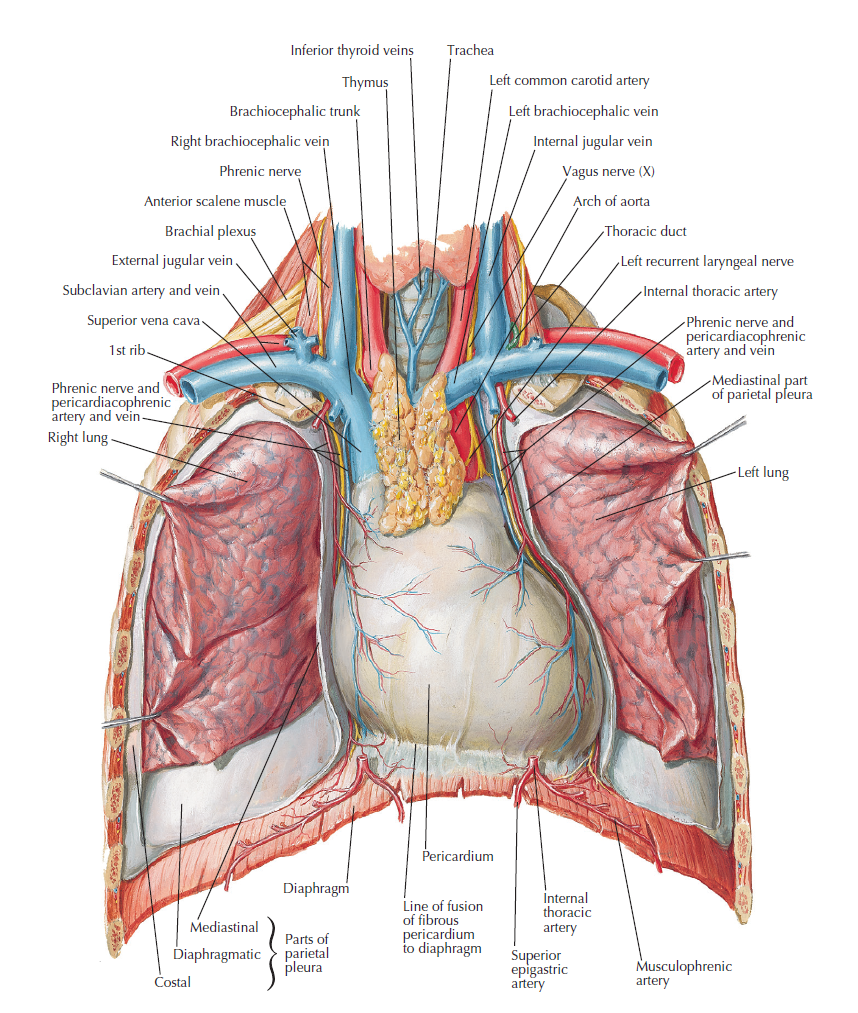 Inferior thyroid veins
Trachea
Thymus
Left common carotid artery
Brachiocephalic trunk
Left brachiocephalic vein
Right brachiocephalic vein
Internal jugular vein
Phrenic nerve
Vagus nerve (X)
Anterior scalene muscle
Arch of aorta
Brachial plexus
Thoracic duct
External jugular vein
Left recurrent laryngeal nerve
Subclavian artery and vein
Internal thoracic artery
Superior vena cava
Phrenic nerve and
pericardiacophrenic
artery and vein
1st rib
Mediastinal part
of parietal pleura
Phrenic nerve and
pericardiacophrenic
artery and vein
Right lung
Left lung
Pericardium
Diaphragm
Line of fusion
of fibrous
pericardium
to diaphragm
Internal
thoracic
artery
Mediastinal
Diaphragmatic
Costal
Parts of
parietal
pleura
Superior
epigastric
artery
Musculophrenic
artery